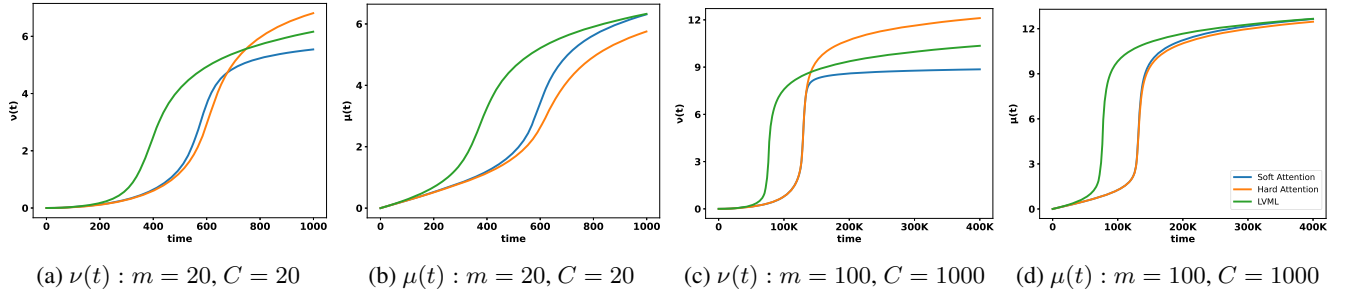 ν(t)
6
4
2
0
0 200 400 600 800 1000
time
(a) ν(t) : m = 20, C = 20
μ(t)
6
4
2
0
0 200 400 600 800 1000
time
(b) μ(t) : m = 20, C = 20
ν(t)
12
9
6
3
0
0 100K 200K 300K 400K
time
(c) ν(t) : m = 100, C = 1000
μ(t)
12
9
6
3
0
0 100K 200K 300K 400K
time
Soft Attention
Hard Attention
LVML
(d) μ(t) : m = 100, C = 1000